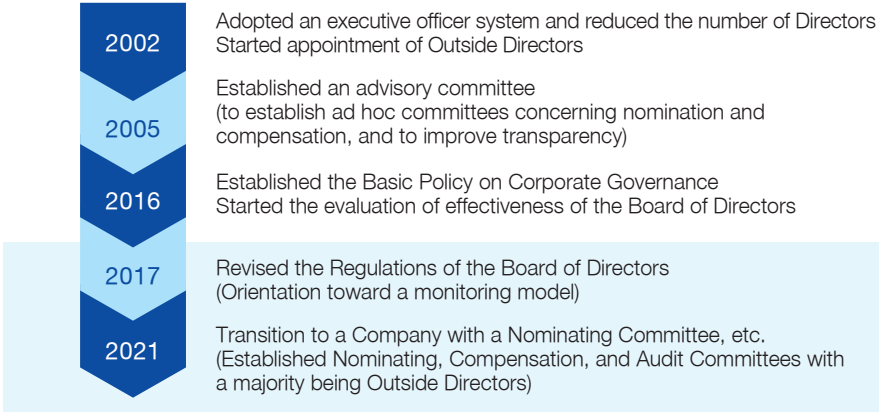 2002
Adopted an executive officer system and reduced the number of Directors
Started appointment of Outside Directors
2005
Established an advisory committee
(to establish ad hoc committees concerning nomination and
compensation, and to improve transparency)
2016
Established the Basic Policy on Corporate Governance
Started the evaluation of effectiveness of the Board of Directors
2017
Revised the Regulations of the Board of Directors
(Orientation toward a monitoring model)
2021
Transition to a Company with a Nominating Committee, etc.
(Established Nominating, Compensation, and Audit Committees with
a majority being Outside Directors)